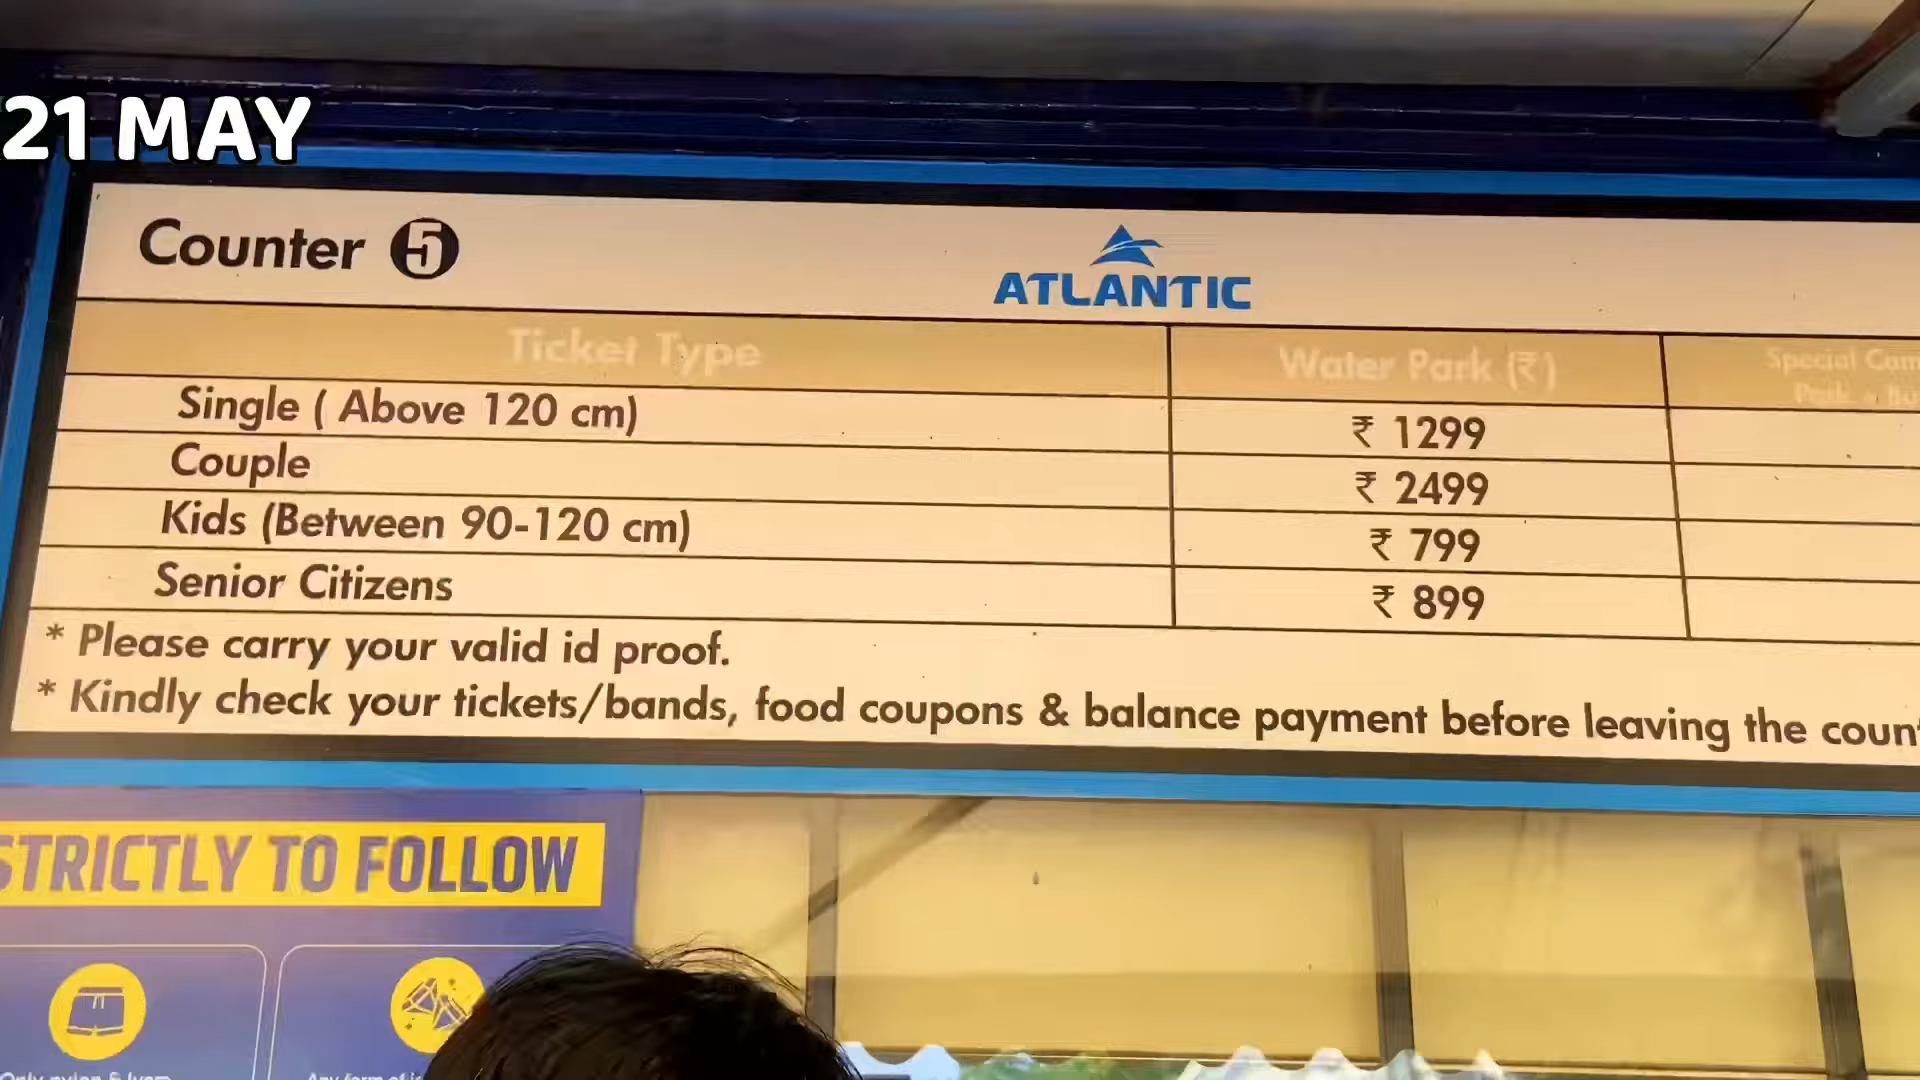 21 MAY
Counter 5
ATLANTIC
Ticket Type Water Park (₹) Special
Single ( Above 120 cm) ₹ 1299
Couple ₹ 2499
Kids (Between 90-120 cm) ₹ 799
Senior Citizens ₹ 899
* Please carry your valid id proof.
* Kindly check your tickets/bands, food coupons & balance payment before leaving the
STRICTLY TO FOLLOW